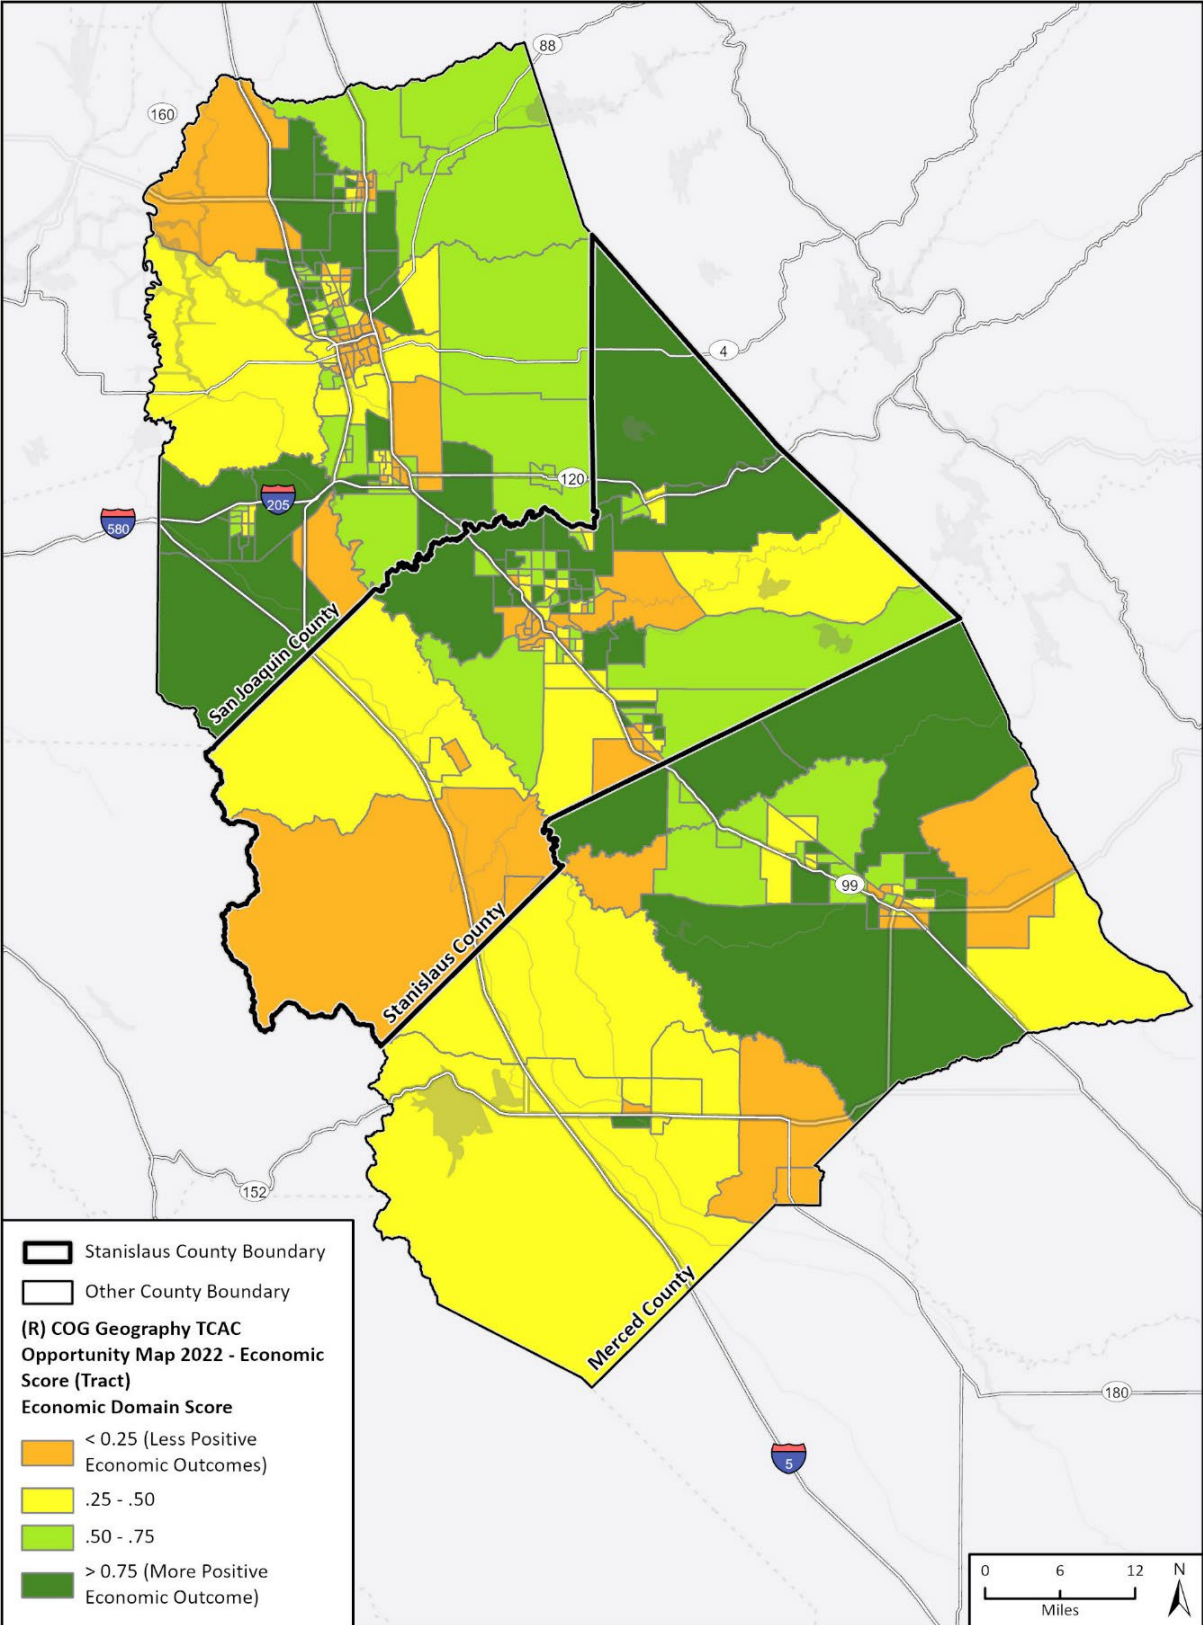 88
160
4
120
205
580
San Joaquin County
99
Stanislaus County
152
Merced County
180
5
Stanislaus County Boundary
Other County Boundary
(R) COG Geography TCAC
Opportunity Map 2022 - Economic
Score (Tract)
Economic Domain Score
< 0.25 (Less Positive
Economic Outcomes)
.25 - .50
.50 - .75
> 0.75 (More Positive
Economic Outcome)
0 6 12 N
Miles